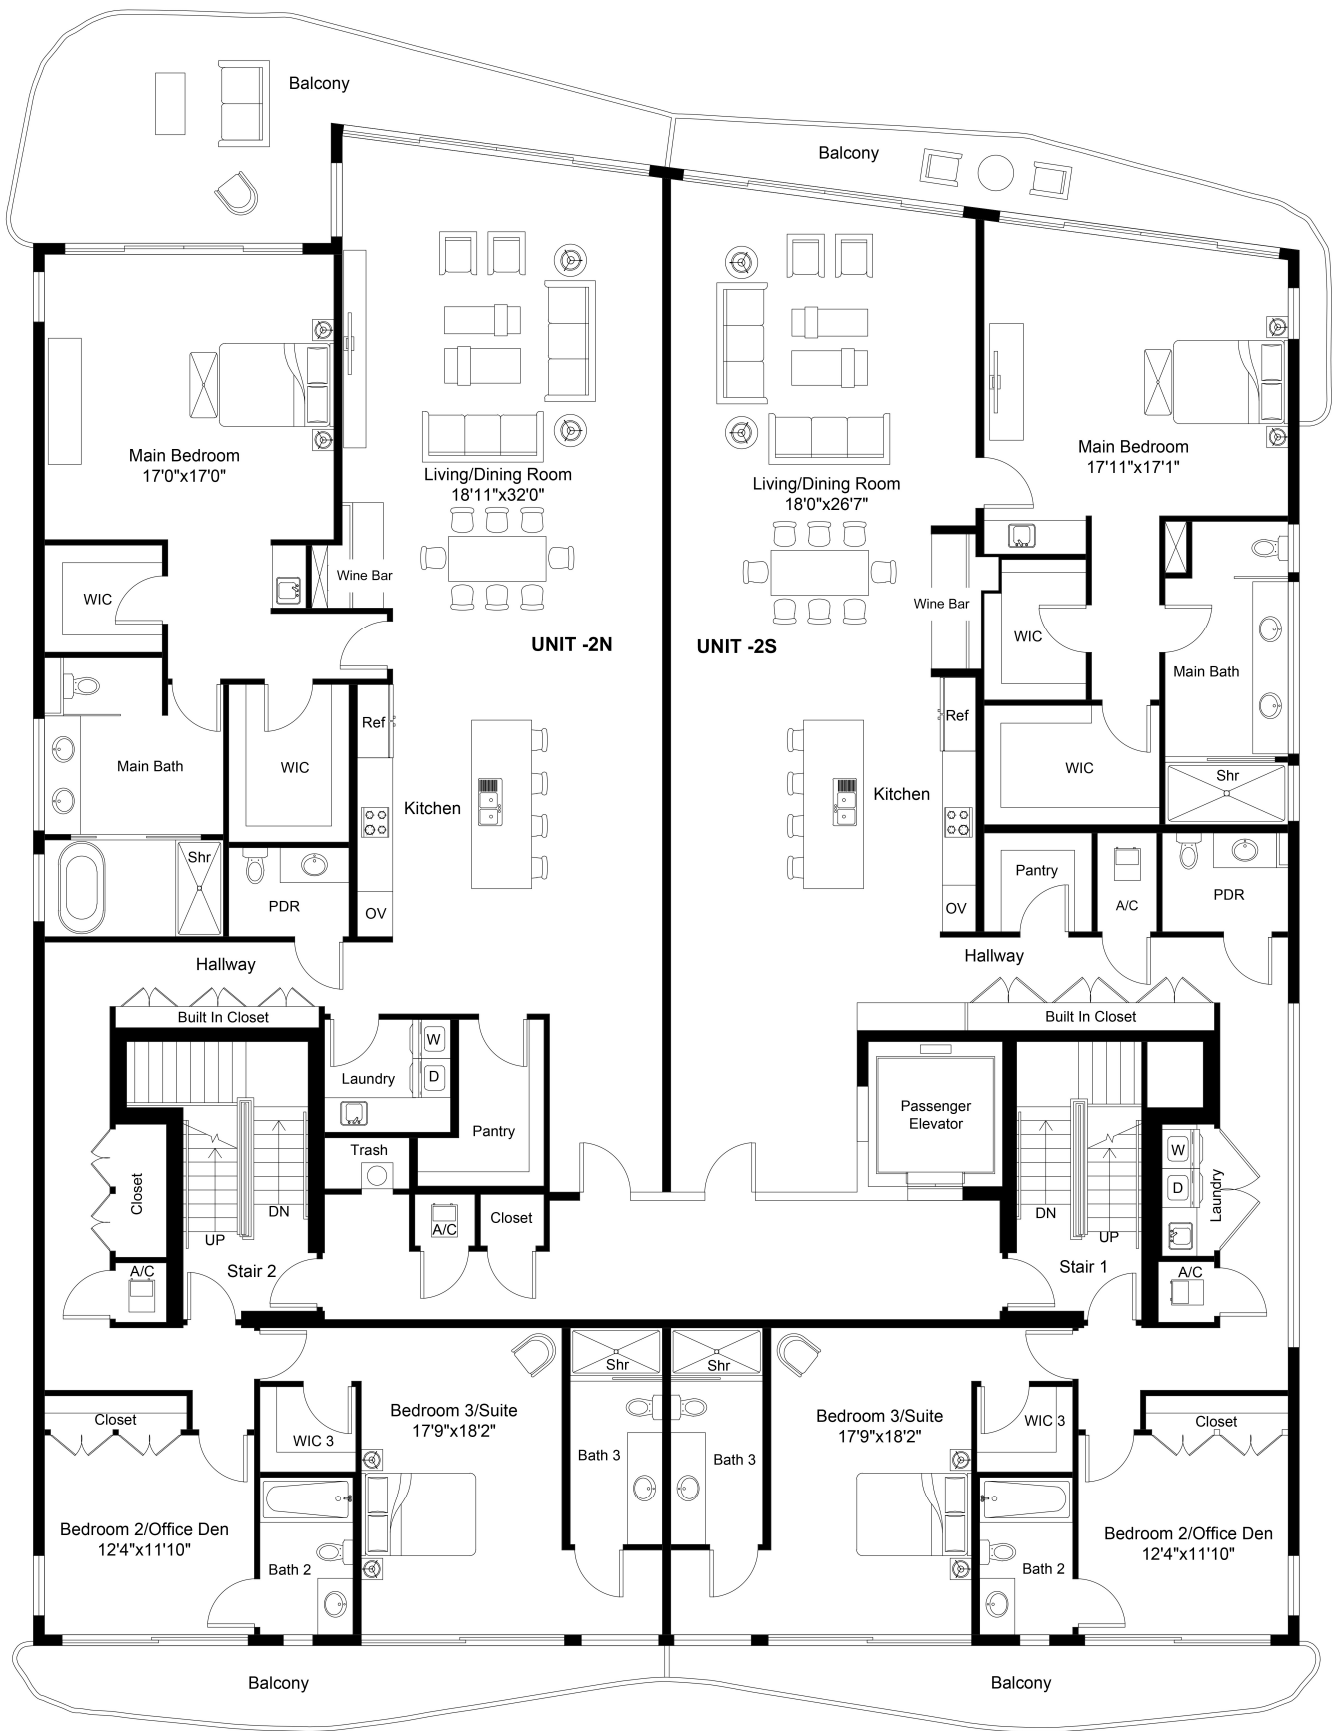 Balcony
Balcony
Main Bedroom
17'0"x17'0"
Living/Dining Room
18'11"x32'0"
Living/Dining Room
18'0"x26'7"
Main Bedroom
17'11"x17'1"
WIC
Wine Bar
Wine Bar
WIC
UNIT -2N
UNIT -2S
Main Bath
Ref
Ref
Main Bath
WIC
WIC
Kitchen
Kitchen
Shr
Shr
PDR
OV
OV
Pantry
A/C
PDR
Hallway
Hallway
Built In Closet
Built In Closet
W
D
Laundry
Passenger
Elevator
Pantry
Trash
Closet
W
D
Laundry
DN
UP
A/C
Closet
DN
UP
Stair 2
Stair 1
A/C
A/C
Shr
Shr
Closet
WIC 3
Bedroom 3/Suite
17'9"x18'2"
Bath 3
Bath 3
Bedroom 3/Suite
17'9"x18'2"
WIC 3
Closet
Bedroom 2/Office Den
12'4"x11'10"
Bath 2
Bath 2
Bedroom 2/Office Den
12'4"x11'10"
Balcony
Balcony